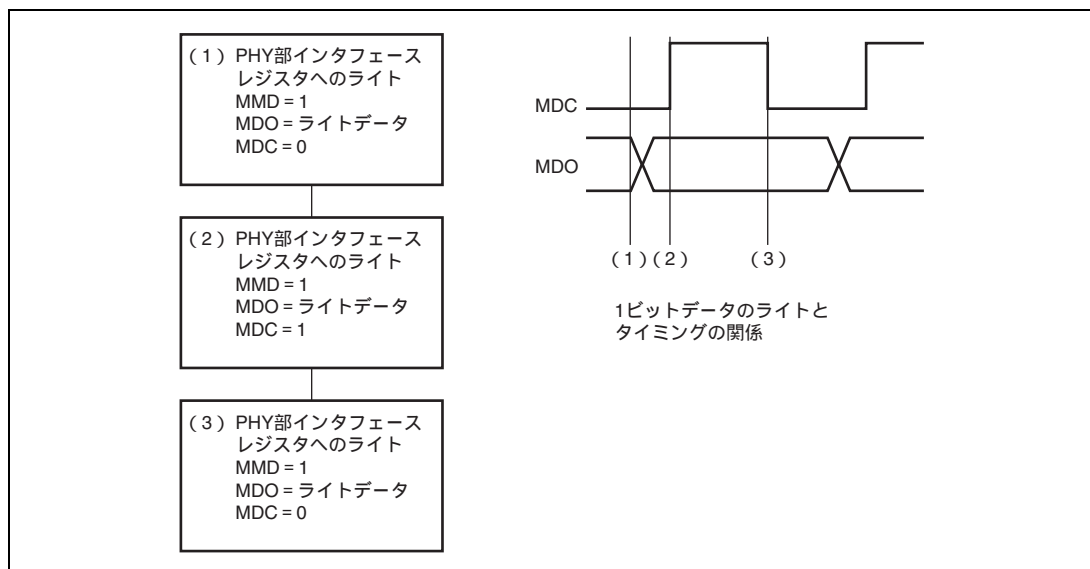 (1) PHY部インタフェース
レジスタへのライト
MMD = 1
MDO = ライトデータ
MDC = 0
(2) PHY部インタフェース
レジスタへのライト
MMD = 1
MDO = ライトデータ
MDC = 1
(3) PHY部インタフェース
レジスタへのライト
MMD = 1
MDO = ライトデータ
MDC = 0
MDC
MDO
(1)(2) (3)
1ビットデータのライトと
タイミングの関係